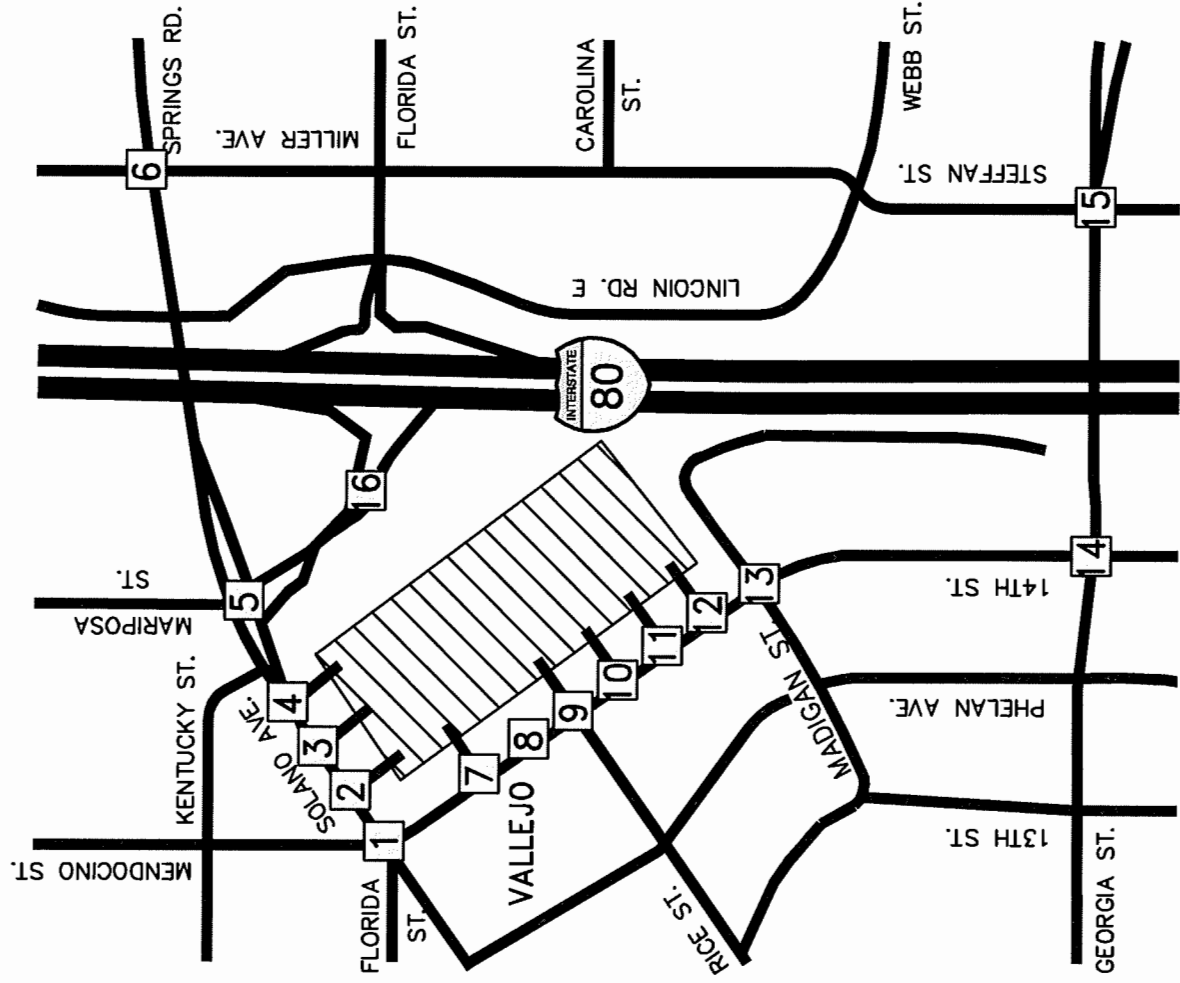 SPRINGS RD.
FLORIDA ST.
CAROLINA
ST.
WEBB ST.
6
MILLER AVE.
STEFFAN ST.
15
LINCOIN RD. E
INTERSTATE
80
16
ST.
MARIPOSA
5
14
14TH ST.
13
12
11
10
9
8
7
KENTUCKY ST.
SOLANO AVE.
4
3
2
1
MADIGAN ST.
PHELAN AVE.
VALLEJO
MENDOCINO ST.
FLORIDA
ST.
RICE ST.
13TH ST.
GEORGIA ST.